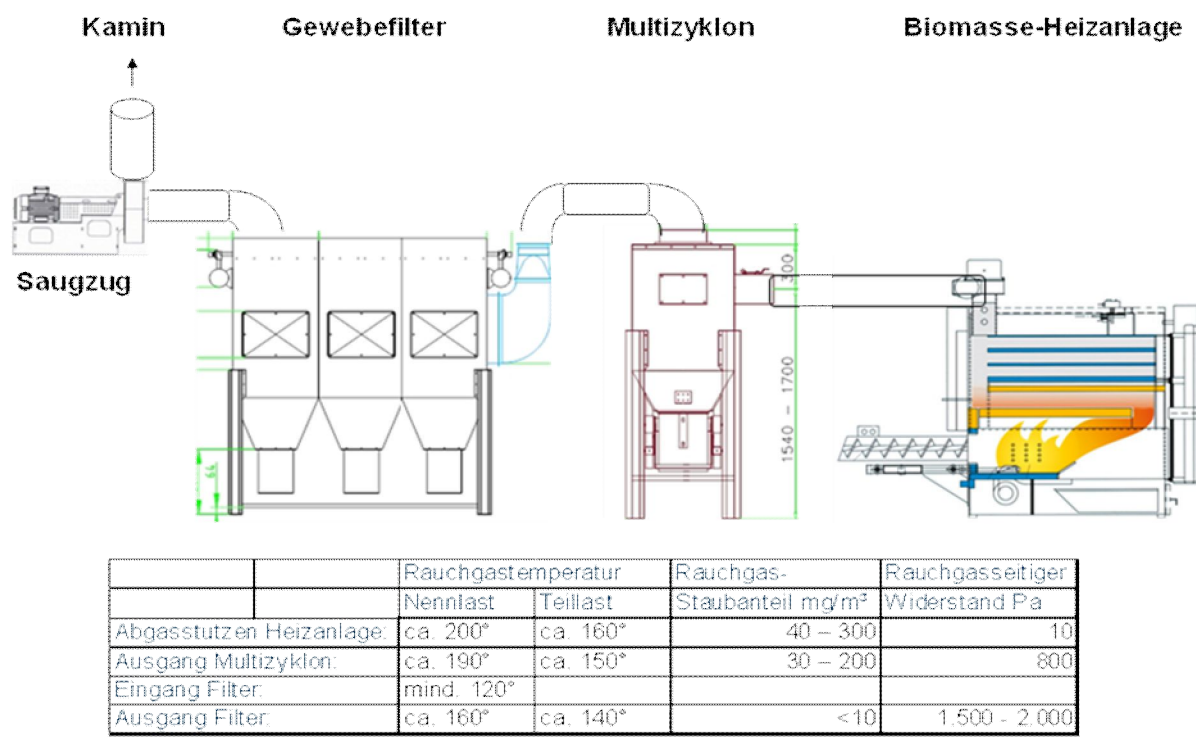 Kamin Gewebefilter Multizyklon Biomasse-Heizanlage
Saugzug
300
1540 – 1700
64
Rauchgastemperatur Rauchgas- Rauchgasseitiger
Nennlast Teillast Staubanteil mg/m³ Widerstand Pa
Abgasstutzen Heizanlage: ca. 200° ca. 160° 40 – 300 10
Ausgang Multizyklon: ca. 190° ca. 150° 30 – 200 800
Eingang Filter: mind. 120°
Ausgang Filter: ca. 160° ca. 140° <10 1.500 - 2.000